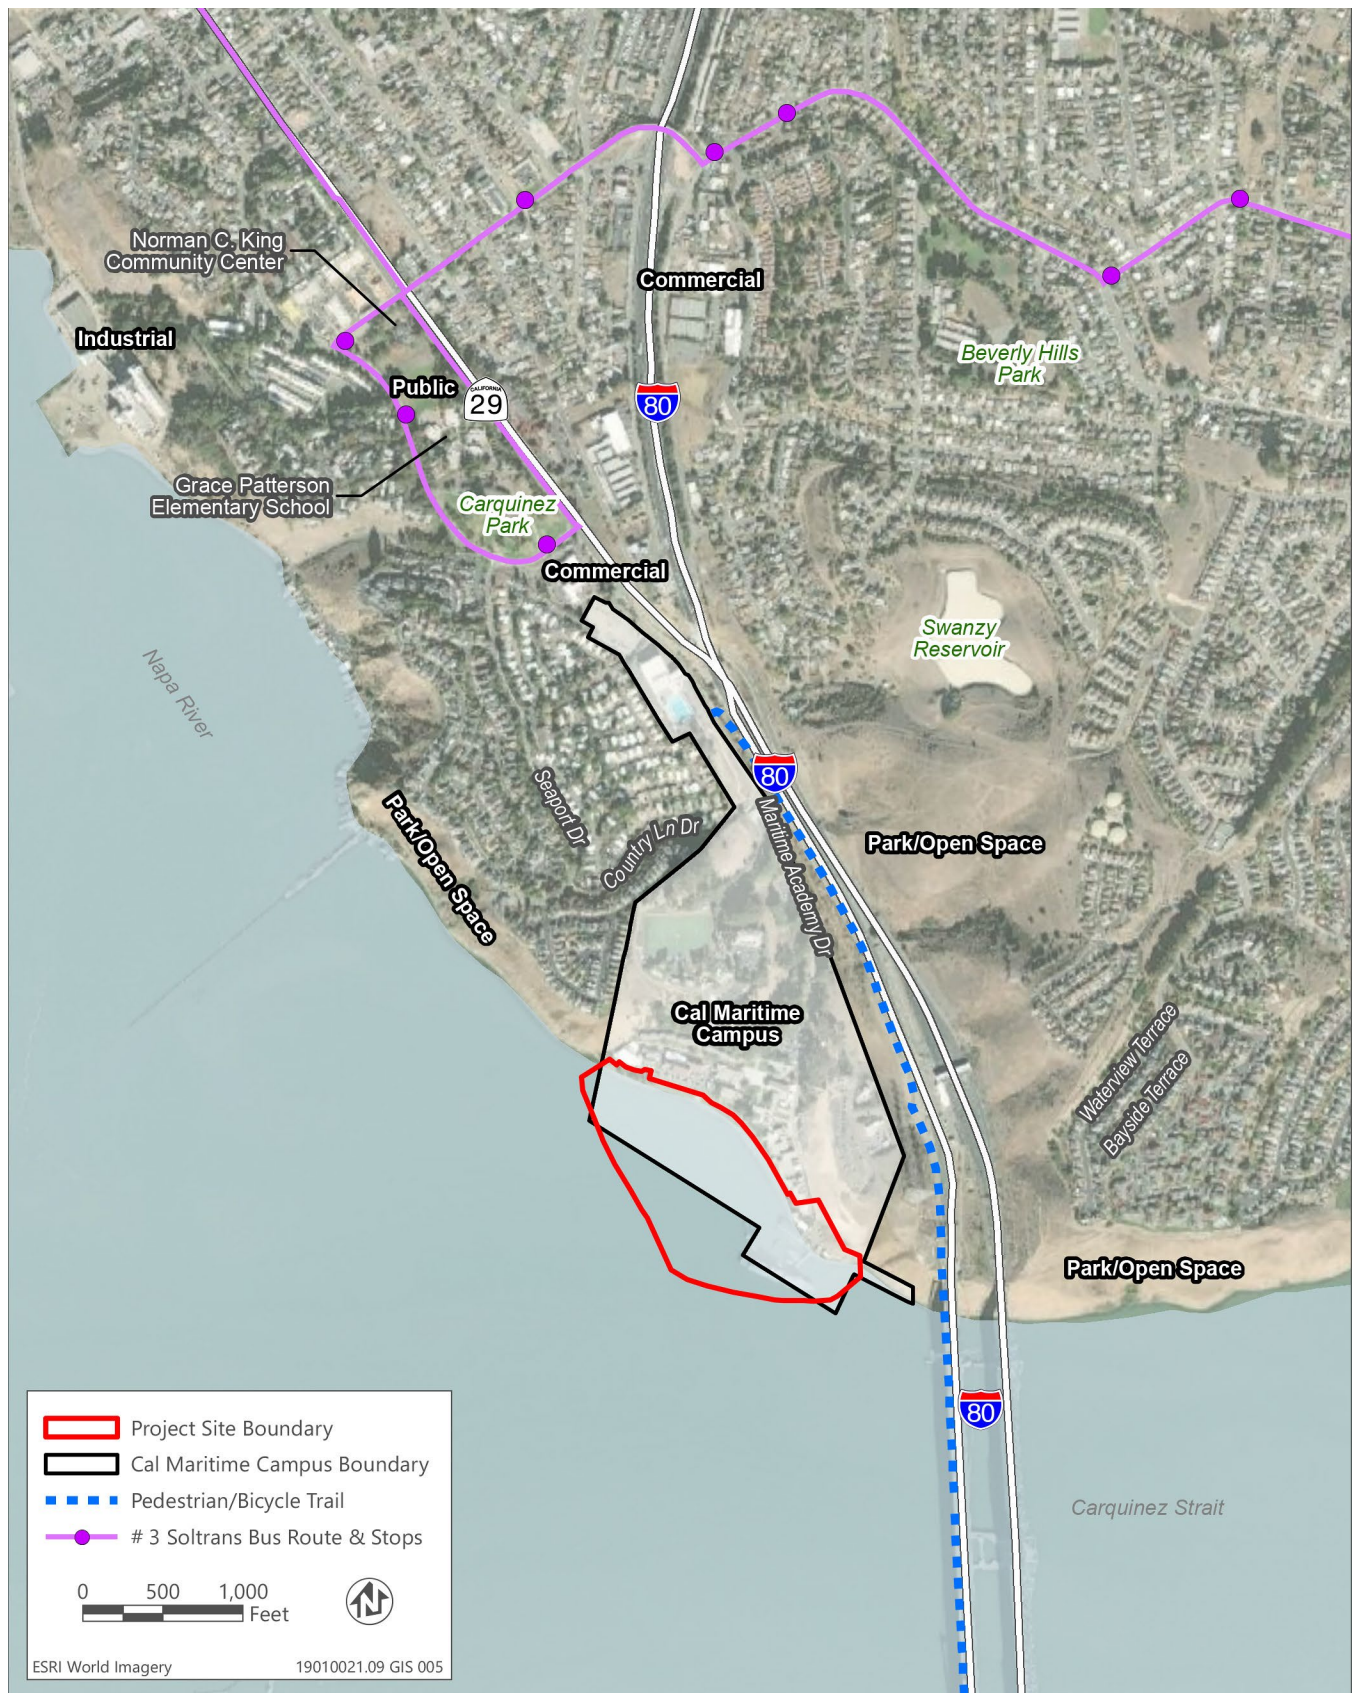 Norman C. King
Community Center
Commercial
Industrial
Beverly Hills
Park
Public
CALIFORNIA
29
80
Grace Patterson
Elementary School
Carquinez
Park
Commercial
Swanzy
Reservoir
Napa River
80
Seaport Dr
Country Ln Dr
Maritime Academy Dr
Park/Open Space
Park/Open Space
Cal Maritime
Campus
Waterview Terrace
Bayside Terrace
Park/Open Space
80
Carquinez Strait
Project Site Boundary
Cal Maritime Campus Boundary
Pedestrian/Bicycle Trail
# 3 Soltrans Bus Route & Stops
0 500 1,000
Feet
N
ESRI World Imagery 19010021.09 GIS 005